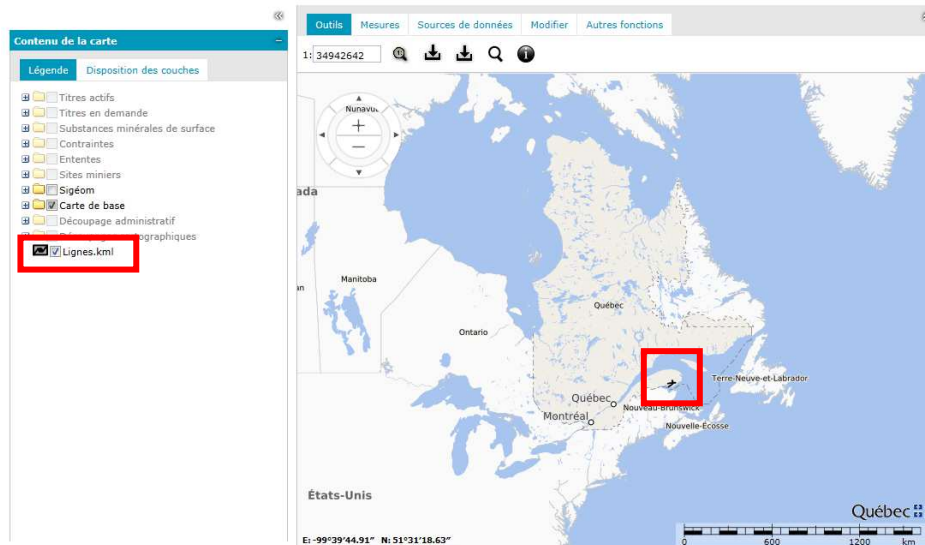 Contenu de la carte
Légende Disposition des couches
Titres actifs
Titres en demande
Substances minérales de surface
Contraintes
Ententes
Sites miniers
Sigéom
Carte de base
Découpage administratif
Lignes.kml
Outils Mesures Sources de données Modifier Autres fonctions
1: 34942642
Nunavut
ada
Manitoba
an
Ontario
Québec
Terre-Neuve-et-Labrador
Québec
Nouveau-Brunswick
Montréal
Nouvelle-Écosse
États-Unis
Québec
E: -99°39'44.91" N: 51°31'18.63"
0 600 1200 km